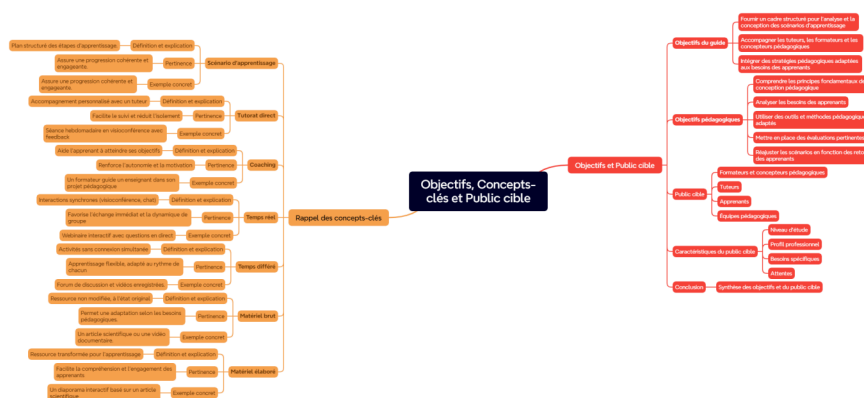 Objectifs, Concepts-
clés et Public cible
Rappel des concepts-clés
Scénario d'apprentissage
Définition et explication
Plan structuré des étapes d'apprentissage.
Pertinence
Assure une progression cohérente et
engageante.
Exemple concret
Assure une progression cohérente et
engageante.
Tutorat direct
Définition et explication
Accompagnement personnalisé avec un tuteur
Pertinence
Facilite le suivi et réduit l'isolement
Exemple concret
Séance hebdomadaire en visioconférence avec
feedback.
Coaching
Définition et explication
Aide l'apprenant à atteindre ses objectifs
Pertinence
Renforce l'autonomie et la motivation
Exemple concret
Un formateur guide un enseignant dans son
projet pédagogique
Temps réel
Définition et explication
Interactions synchrones (visioconférence, chat)
Pertinence
Favorise l'échange immédiat et la dynamique de
groupe
Exemple concret
Webinaire interactif avec questions en direct
Temps différé
Définition et explication
Activités sans connexion simultanée
Pertinence
Apprentissage flexible, adapté au rythme de
chacun
Exemple concret
Forum de discussion et vidéos enregistrées.
Matériel brut
Définition et explication
Ressource non modifiée, à l'état original
Pertinence
Permet une adaptation selon les besoins
pédagogiques.
Exemple concret
Un article scientifique ou une vidéo
documentaire.
Matériel élaboré
Définition et explication
Ressource transformée pour l'apprentissage
Pertinence
Facilite la compréhension et l'engagement des
apprenants
Exemple concret
Un diaporama interactif basé sur un article
scientifique
Objectifs et Public cible
Objectifs du guide
Fournir un cadre structuré pour l'analyse et la
conception des scénarios d'apprentissage
Accompagner les tuteurs, les formateurs et les
concepteurs pédagogiques
Intégrer des stratégies pédagogiques adaptées
aux besoins des apprenants
Objectifs pédagogiques
Comprendre les principes fondamentaux de
conception pédagogique
Analyser les besoins des apprenants
Utiliser des outils et méthodes pédagogique
adaptés
Mettre en place des évaluations pertinentes
Réajuster les scénarios en fonction des reto
des apprenants
Public cible
Formateurs et concepteurs pédagogiques
Tuteurs
Apprenants
Équipes pédagogiques
Caractéristiques du public cible
Niveau d'étude
Profil professionnel
Besoins spécifiques
Attentes
Conclusion
Synthèse des objectifs et du public cible